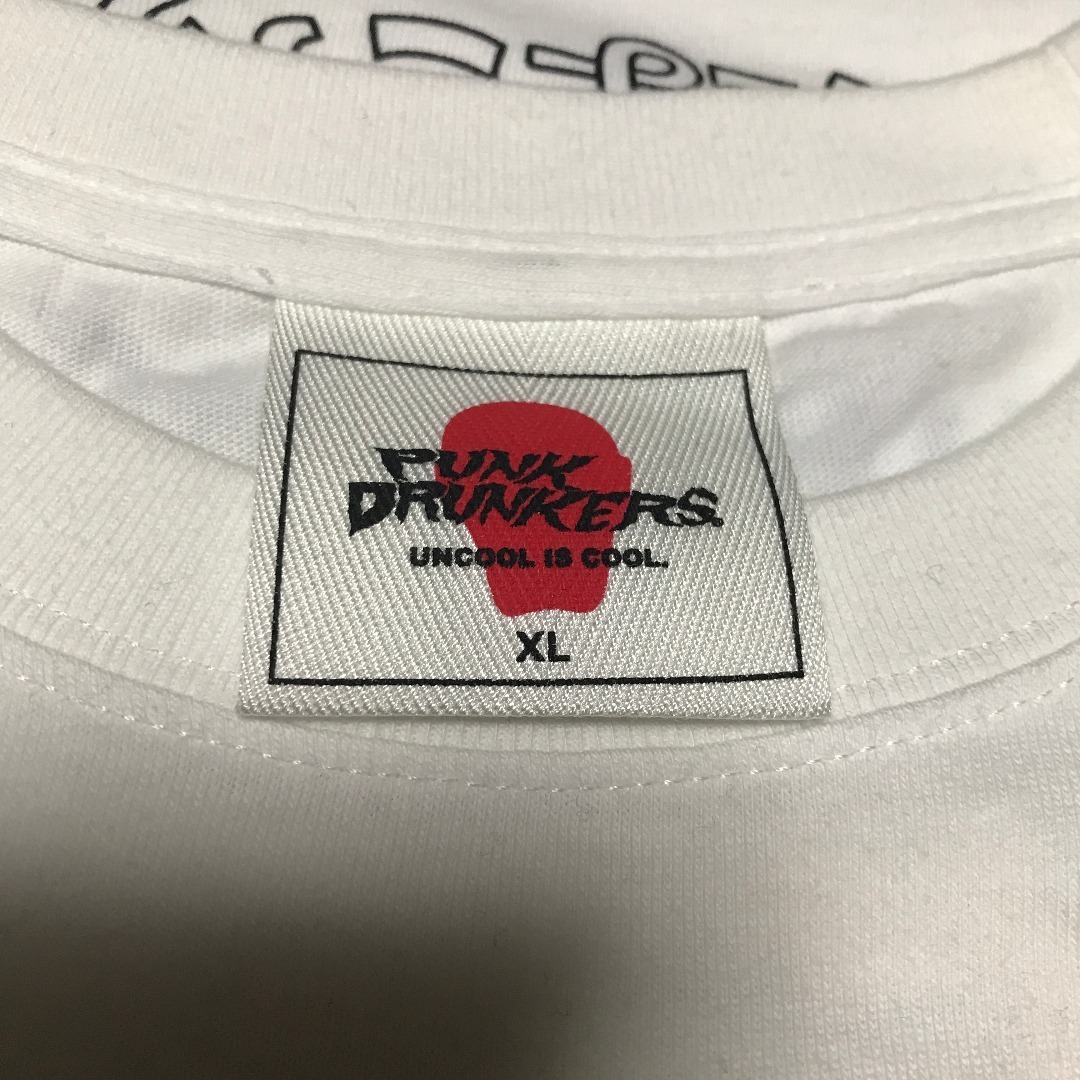 PUNK
DRUNKERS.
UNCOOL IS COOL.
XL